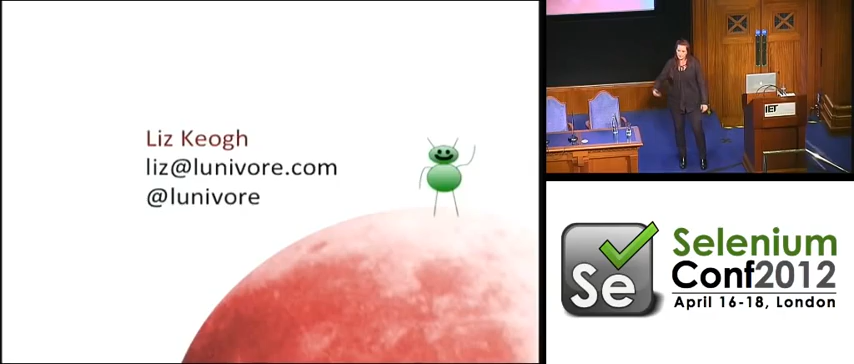 Liz Keogh
liz@lunivore.com
@lunivore
IET
Se
Selenium
Conf2012
April 16-18, London